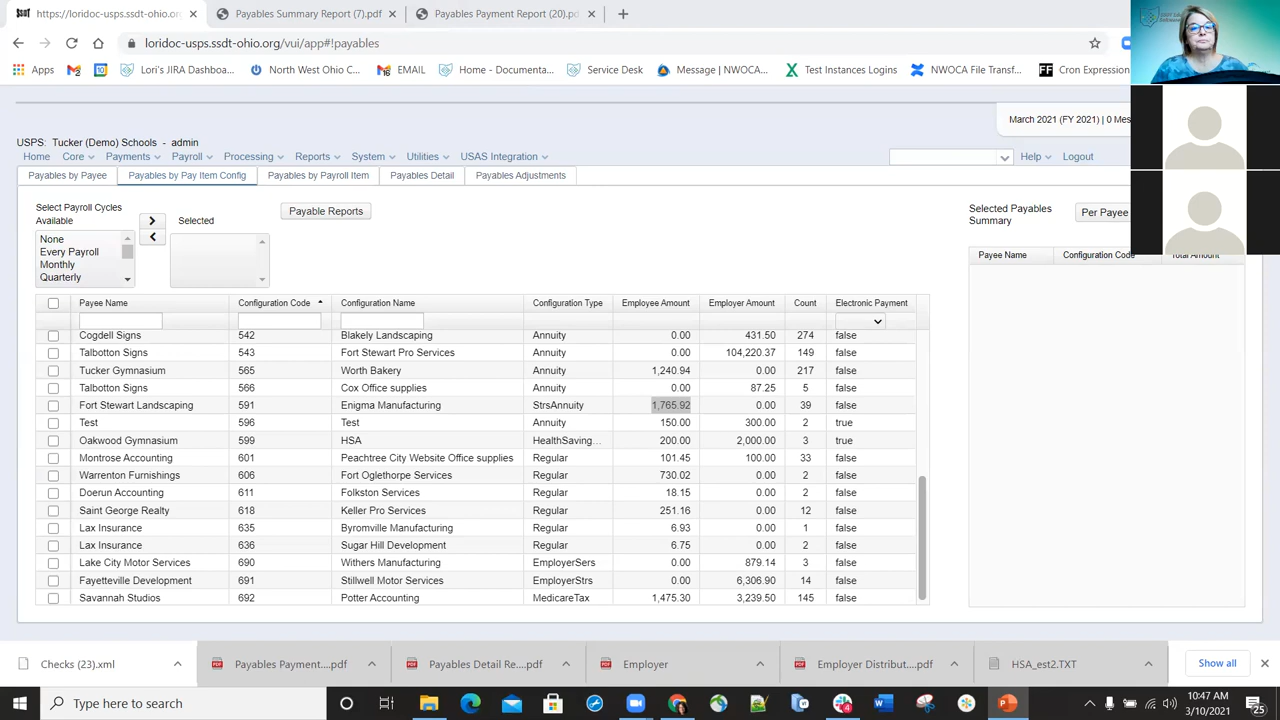 SSDT https://loridoc-usps.ssdt-ohio.org/ × Payables Summary Report (7).pdf × Payables Payment Report (20).pdf × +
loridoc-usps.ssdt-ohio.org/vui/app#!payables
Apps Lori's JIRA Dashboa... North West Ohio C... EMAIL Home - Documenta... Service Desk Message | NWOCA... Test Instances Logins NWOCA File Transf... Cron Expression
March 2021 (FY 2021) | 0 Mes
USPS: Tucker (Demo) Schools - admin
Home Core Payments Payroll Processing Reports System Utilities USAS Integration Help Logout
Payables by Payee Payables by Pay Item Config Payables by Payroll Item Payables Detail Payables Adjustments
Select Payroll Cycles
Available Selected
Payable Reports
None
Every Payroll
Monthly
Quarterly
Selected Payables
Summary
Per Payee
Payee Name Configuration Code Total Amount
Payee Name Configuration Code Configuration Name Configuration Type Employee Amount Employer Amount Count Electronic Payment
Cogdell Signs 542 Blakely Landscaping Annuity 0.00 431.50 274 false
Talbotton Signs 543 Fort Stewart Pro Services Annuity 0.00 104,220.37 149 false
Tucker Gymnasium 565 Worth Bakery Annuity 1,240.94 0.00 217 false
Talbotton Signs 566 Cox Office supplies Annuity 0.00 87.25 5 false
Fort Stewart Landscaping 591 Enigma Manufacturing StrsAnnuity 1,765.92 0.00 39 false
Test 596 Test Annuity 150.00 300.00 2 true
Oakwood Gymnasium 599 HSA HealthSaving... 200.00 2,000.00 3 true
Montrose Accounting 601 Peachtree City Website Office supplies Regular 101.45 100.00 33 false
Warrenton Furnishings 606 Fort Oglethorpe Services Regular 730.02 0.00 2 false
Doerun Accounting 611 Folkston Services Regular 18.15 0.00 2 false
Saint George Realty 618 Keller Pro Services Regular 251.16 0.00 12 false
Lax Insurance 635 Byromville Manufacturing Regular 6.93 0.00 1 false
Lax Insurance 636 Sugar Hill Development Regular 6.75 0.00 2 false
Lake City Motor Services 690 Withers Manufacturing EmployerSers 0.00 879.14 3 false
Fayetteville Development 691 Stillwell Motor Services EmployerStrs 0.00 6,306.90 14 false
Savannah Studios 692 Potter Accounting MedicareTax 1,475.30 3,239.50 145 false
Checks (23).xml Payables Payment....pdf Payables Detail Re....pdf Employer Employer Distribut....pdf HSA_est2.TXT Show all
Type here to search
10:47 AM
3/10/2021
25